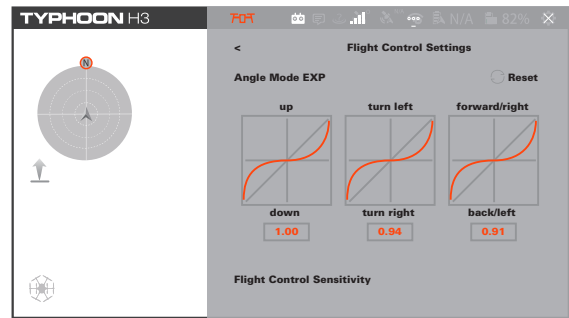 TYPHOON H3
N/A 82%
N
< Flight Control Settings
Angle Mode EXP Reset
up turn left forward/right
down turn right back/left
1.00 0.94 0.91
Flight Control Sensitivity